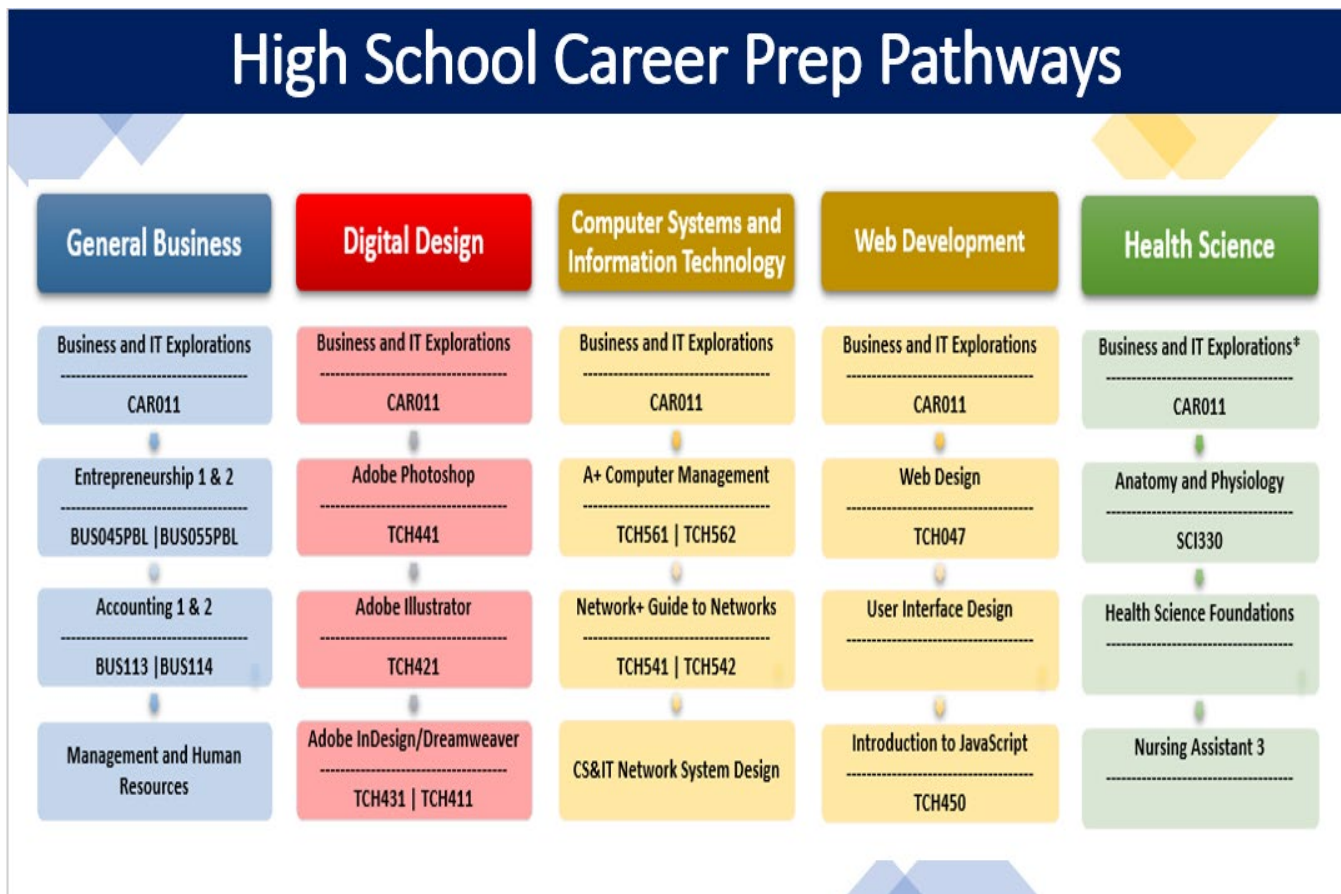 High School Career Prep Pathways
General Business
Business and IT Explorations
------------------------------------
CAR011
Entrepreneurship 1 & 2
------------------------------------
BUS045PBL |BUS055PBL
Accounting 1 & 2
------------------------------------
BUS113 |BUS114
Management and Human
Resources
Digital Design
Business and IT Explorations
------------------------------------
CAR011
Adobe Photoshop
------------------------------------
TCH441
Adobe Illustrator
------------------------------------
TCH421
Adobe InDesign/Dreamweaver
------------------------------------
TCH431 | TCH411
Computer Systems and
Information Technology
Business and IT Explorations
------------------------------------
CAR011
A+ Computer Management
------------------------------------
TCH561 | TCH562
Network+ Guide to Networks
------------------------------------
TCH541 | TCH542
CS&IT Network System Design
Web Development
Business and IT Explorations
------------------------------------
CAR011
Web Design
------------------------------------
TCH047
User Interface Design
------------------------------------
Introduction to JavaScript
------------------------------------
TCH450
Health Science
Business and IT Explorations*
------------------------------------
CAR011
Anatomy and Physiology
------------------------------------
SCI330
Health Science Foundations
------------------------------------
Nursing Assistant 3
------------------------------------